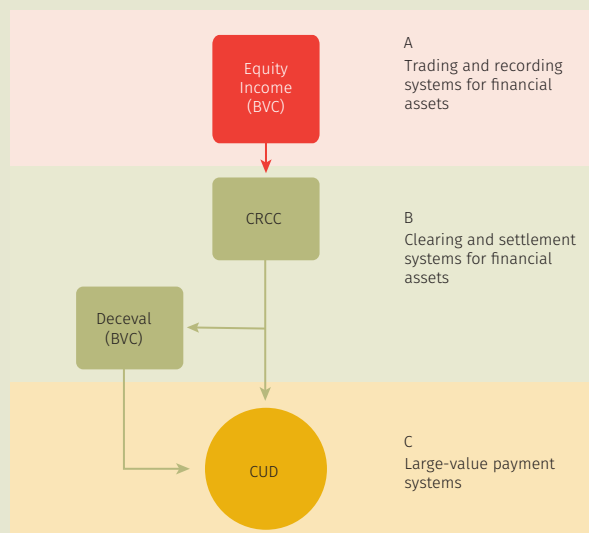 Equity
Income
(BVC)
A
Trading and recording
systems for financial
assets
CRCC
B
Clearing and settlement
systems for financial
assets
Deceval
(BVC)
C
Large-value payment
systems
CUD